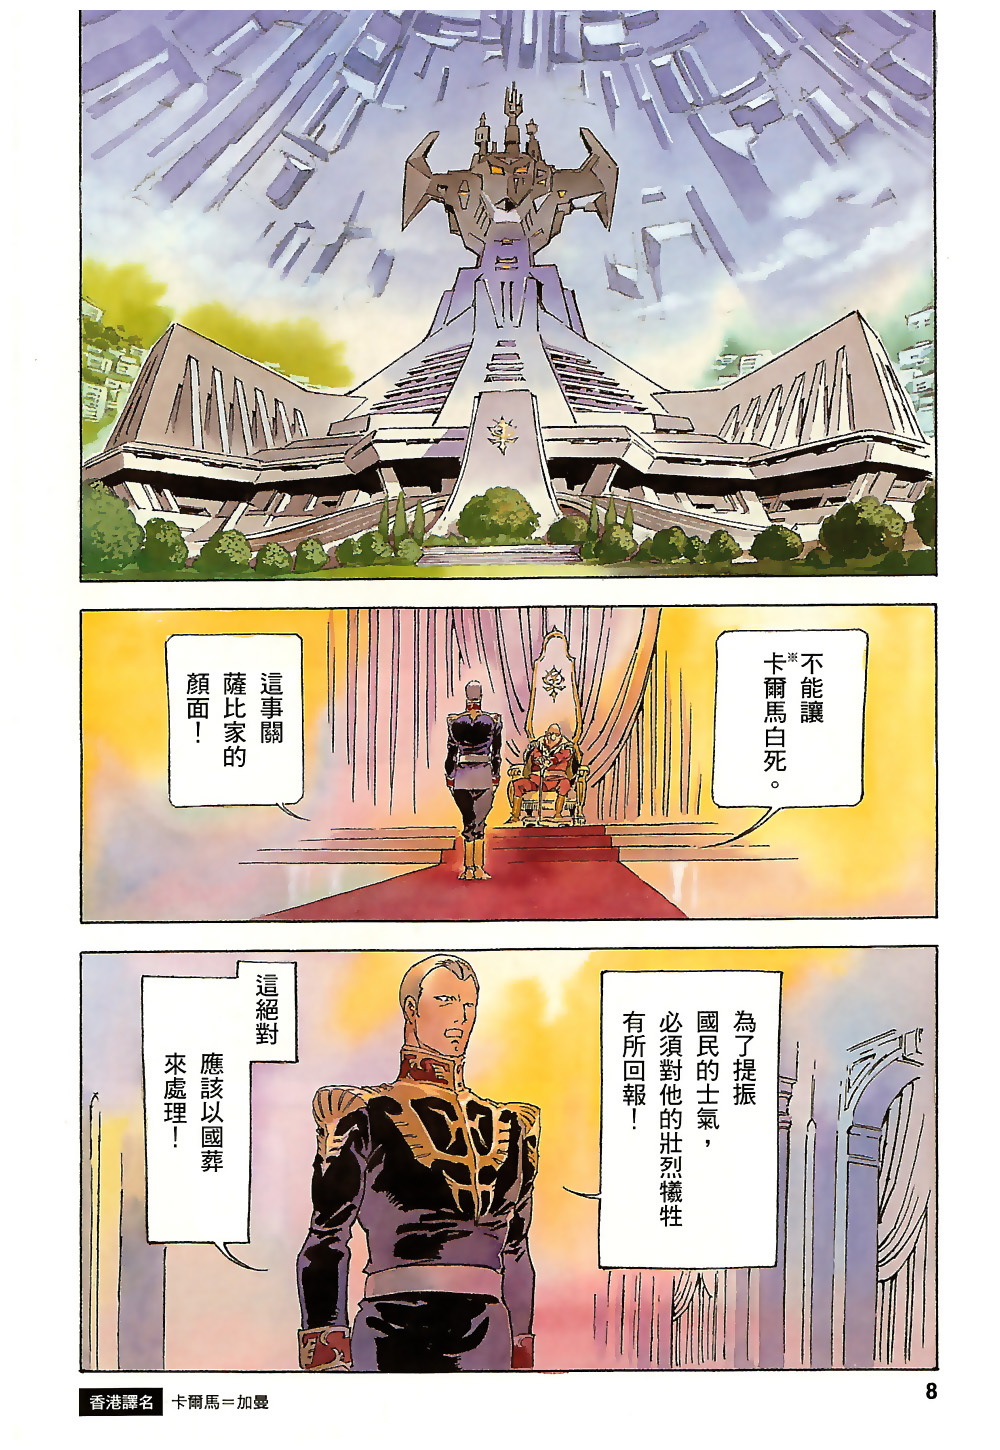 不能讓
※卡爾馬白死。
這事關
薩比家的
顏面！
為了提振
國民的士氣，
必須對他的壯烈犧牲
有所回報！
這絕對
應該以國葬
來處理！
香港譯名 卡爾馬＝加曼
8